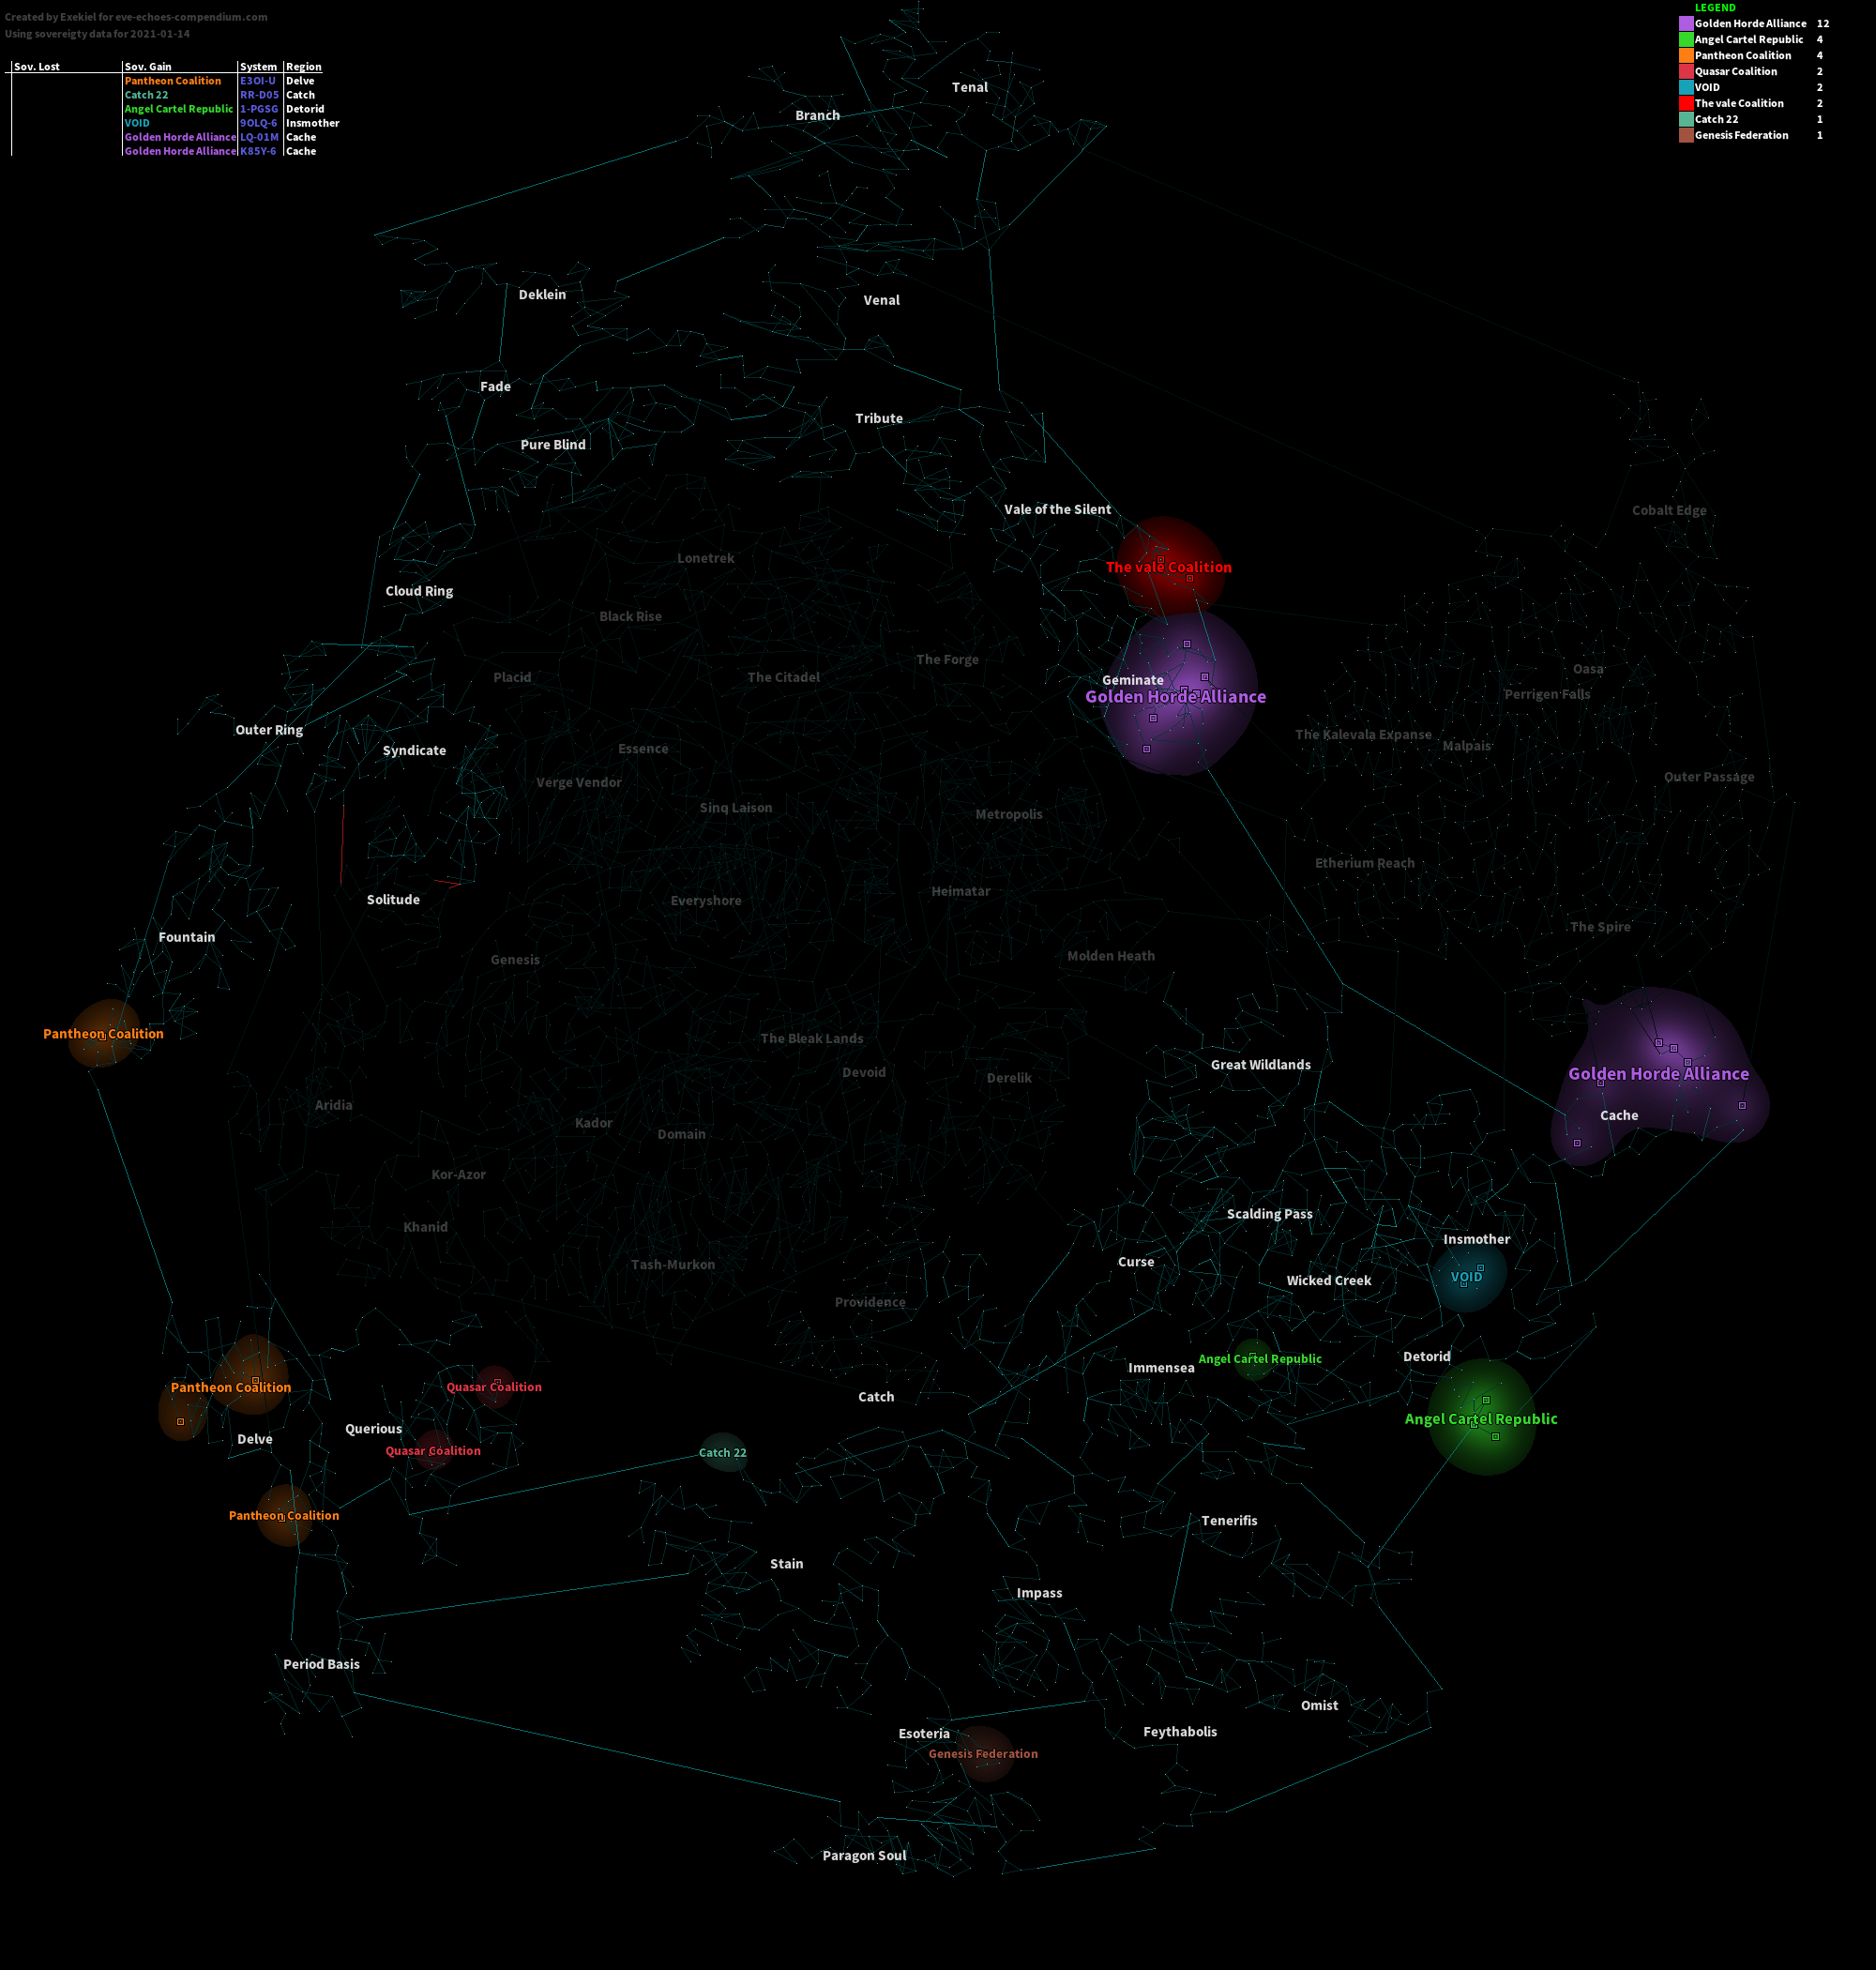 Created by Exekiel for eve-echoes-compendium.com
Using sovereigty data for 2021-01-14
Sov. Lost Sov. Gain System Region
Pantheon Coalition E3OI-U Delve
Catch 22 RR-D05 Catch
Angel Cartel Republic 1-PGSG Detorid
VOID 9OLQ-6 Insmother
Golden Horde Alliance LQ-01M Cache
Golden Horde Alliance K85Y-6 Cache
LEGEND
Golden Horde Alliance 12
Angel Cartel Republic 4
Pantheon Coalition 4
Quasar Coalition 2
VOID 2
The vale Coalition 2
Catch 22 1
Genesis Federation 1
Tenal
Branch
Deklein
Venal
Fade
Tribute
Pure Blind
Vale of the Silent
Cobalt Edge
Lonetrek
The vale Coalition
Cloud Ring
Black Rise
The Forge
Oasa
Placid
The Citadel
Geminate
Golden Horde Alliance
Perrigen Falls
Outer Ring
The Kalevala Expanse
Syndicate
Essence
Malpais
Verge Vendor
Outer Passage
Sinq Laison
Metropolis
Etherium Reach
Solitude
Everyshore
Heimatar
Fountain
The Spire
Genesis
Molden Heath
Pantheon Coalition
The Bleak Lands
Great Wildlands
Devoid
Derelik
Golden Horde Alliance
Aridia
Cache
Kador
Domain
Kor-Azor
Khanid
Scalding Pass
Insmother
Tash-Murkon
Curse
VOID
Wicked Creek
Providence
Angel Cartel Republic
Detorid
Immensea
Pantheon Coalition
Quasar Coalition
Catch
Angel Cartel Republic
Querious
Delve
Quasar Coalition
Catch 22
Pantheon Coalition
Tenerifis
Stain
Impass
Period Basis
Omist
Esoteria
Feythabolis
Genesis Federation
Paragon Soul